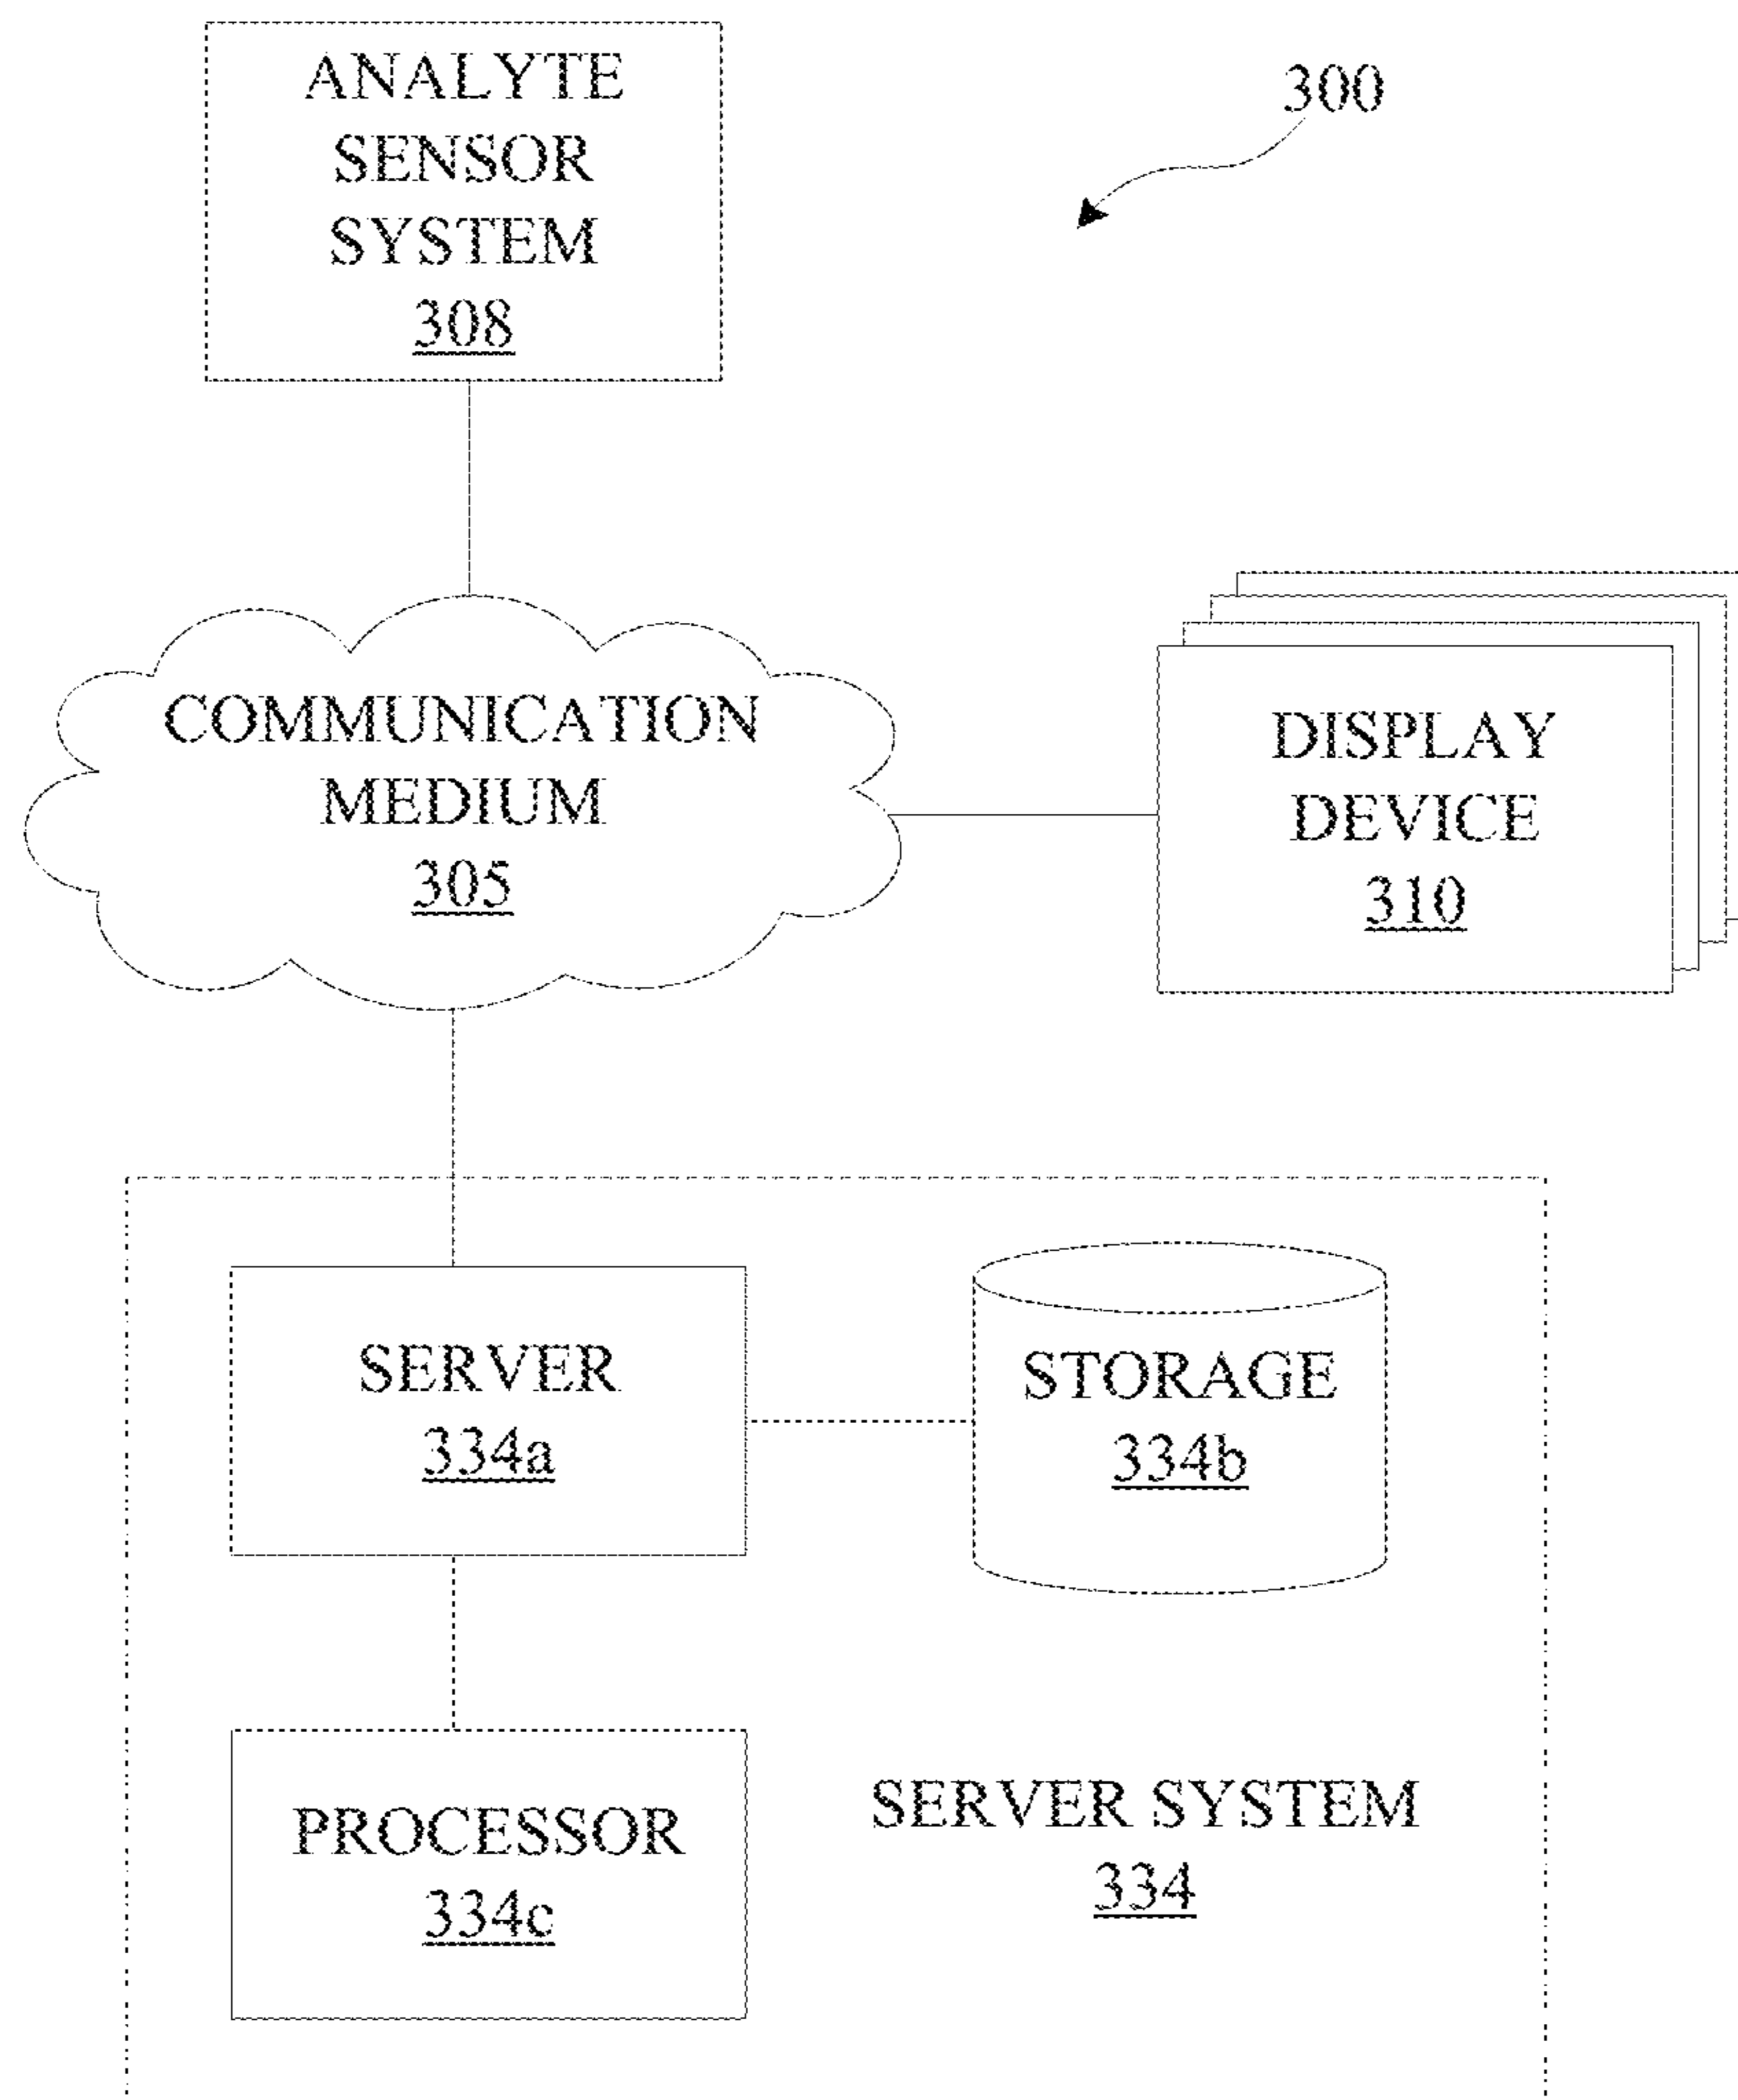 ANALYTE
SENSOR
SYSTEM
308
300
COMMUNICATION
MEDIUM
305
DISPLAY
DEVICE
310
SERVER
334a
STORAGE
334b
PROCESSOR
334c
SERVER SYSTEM
334